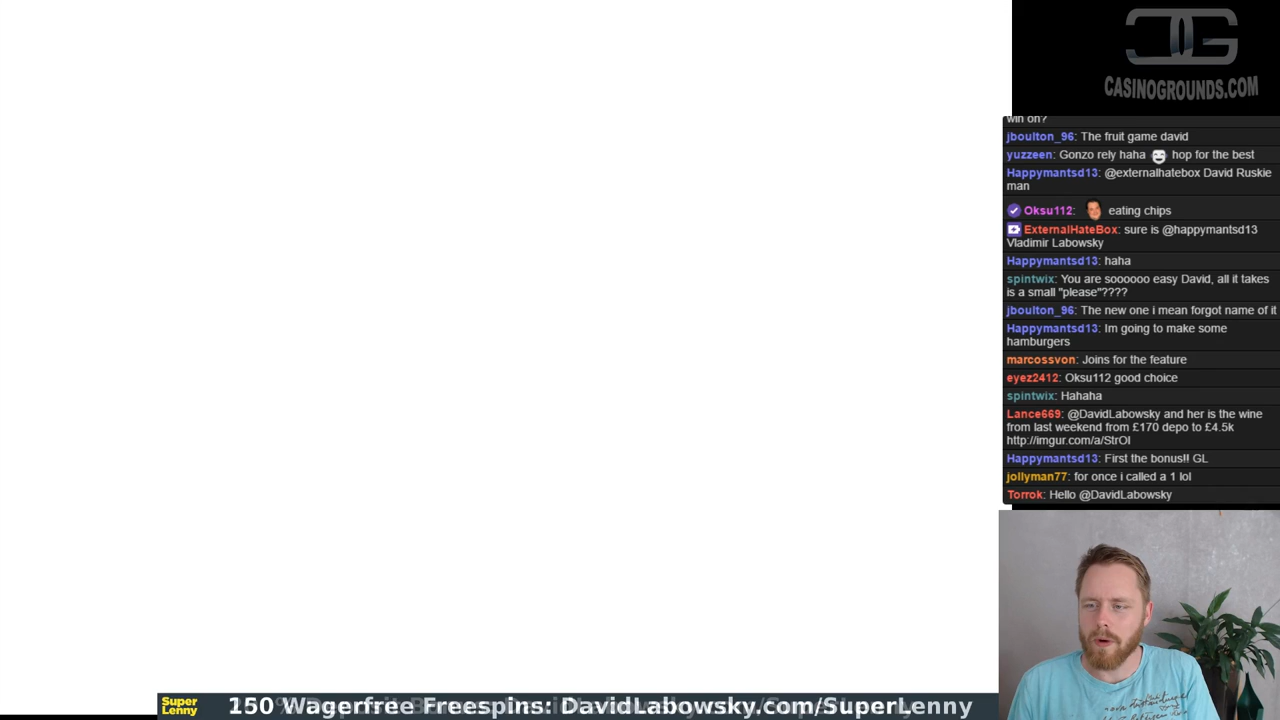 CG
CASINOGROUNDS.COM
win on?
jboulton_96: The fruit game david
yuzzeen: Gonzo rely haha hop for the best
Happymantsd13: @externalhatebox David Ruskie
man
Oksu112: eating chips
ExternalHateBox: sure is @happymantsd13
Vladimir Labowsky
Happymantsd13: haha
spintwix: You are soooooo easy David, all it takes
is a small "please"????
jboulton_96: The new one i mean forgot name of it
Happymantsd13: Im going to make some
hamburgers
marcossvon: Joins for the feature
eyez2412: Oksu112 good choice
spintwix: Hahaha
Lance669: @DavidLabowsky and her is the wine
from last weekend from £170 depo to £4.5k
http://imgur.com/a/StrOl
Happymantsd13: First the bonus!! GL
jollyman77: for once i called a 1 lol
Torrok: Hello @DavidLabowsky
Super
Lenny
150 Wagerfree Freespins: DavidLabowsky.com/SuperLenny